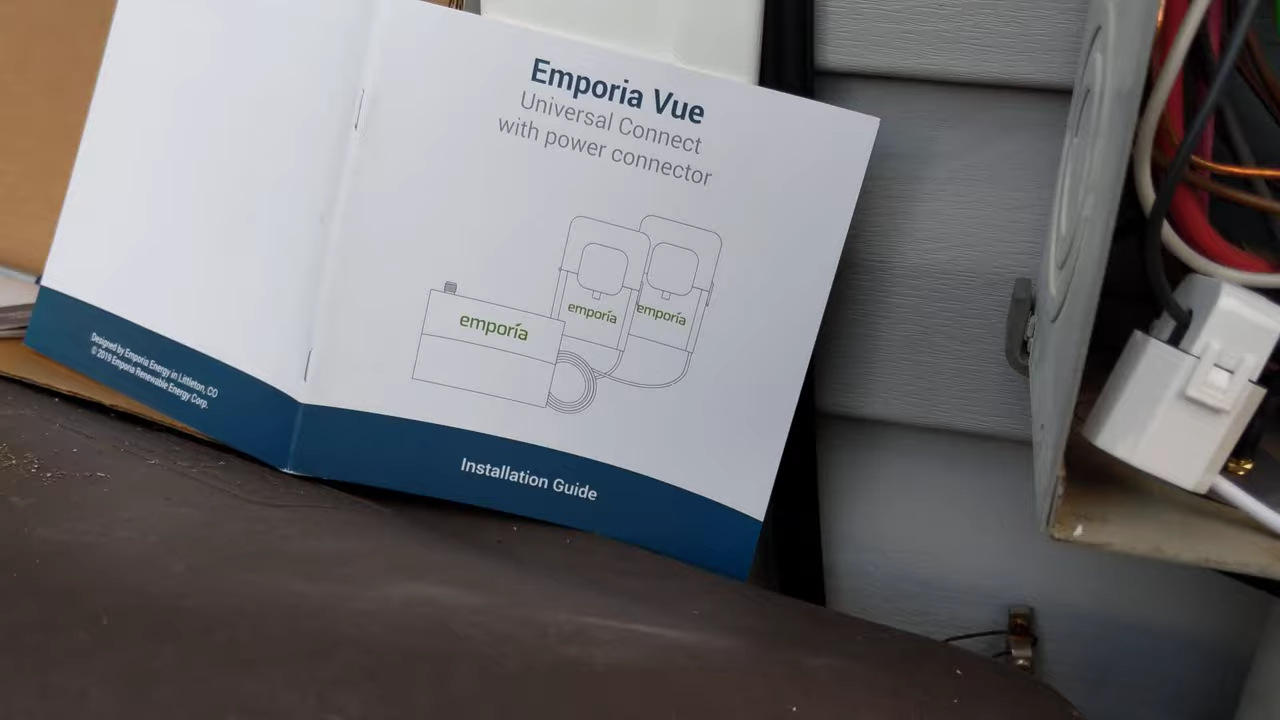 Emporia Vue
Universal Connect
with power connector
emporia
emporia
emporia
Designed by Emporia Energy in Littleton, CO
© 2019 Emporia Renewable Energy Corp.
Installation Guide